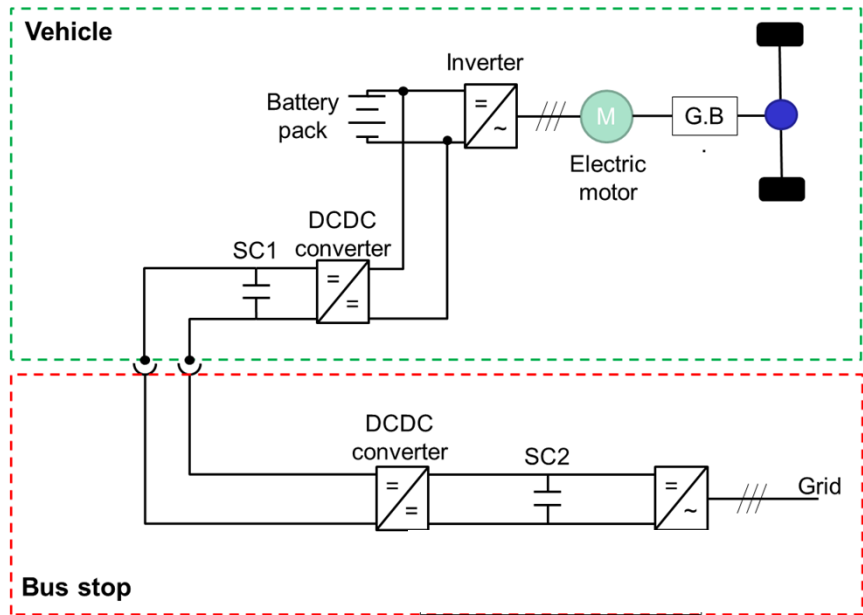 Vehicle
Inverter
=
~
Battery
pack
M
G.B
.
Electric
motor
DCDC
converter
SC1
=
=
DCDC
converter
SC2
=
=
=
~
Grid
Bus stop